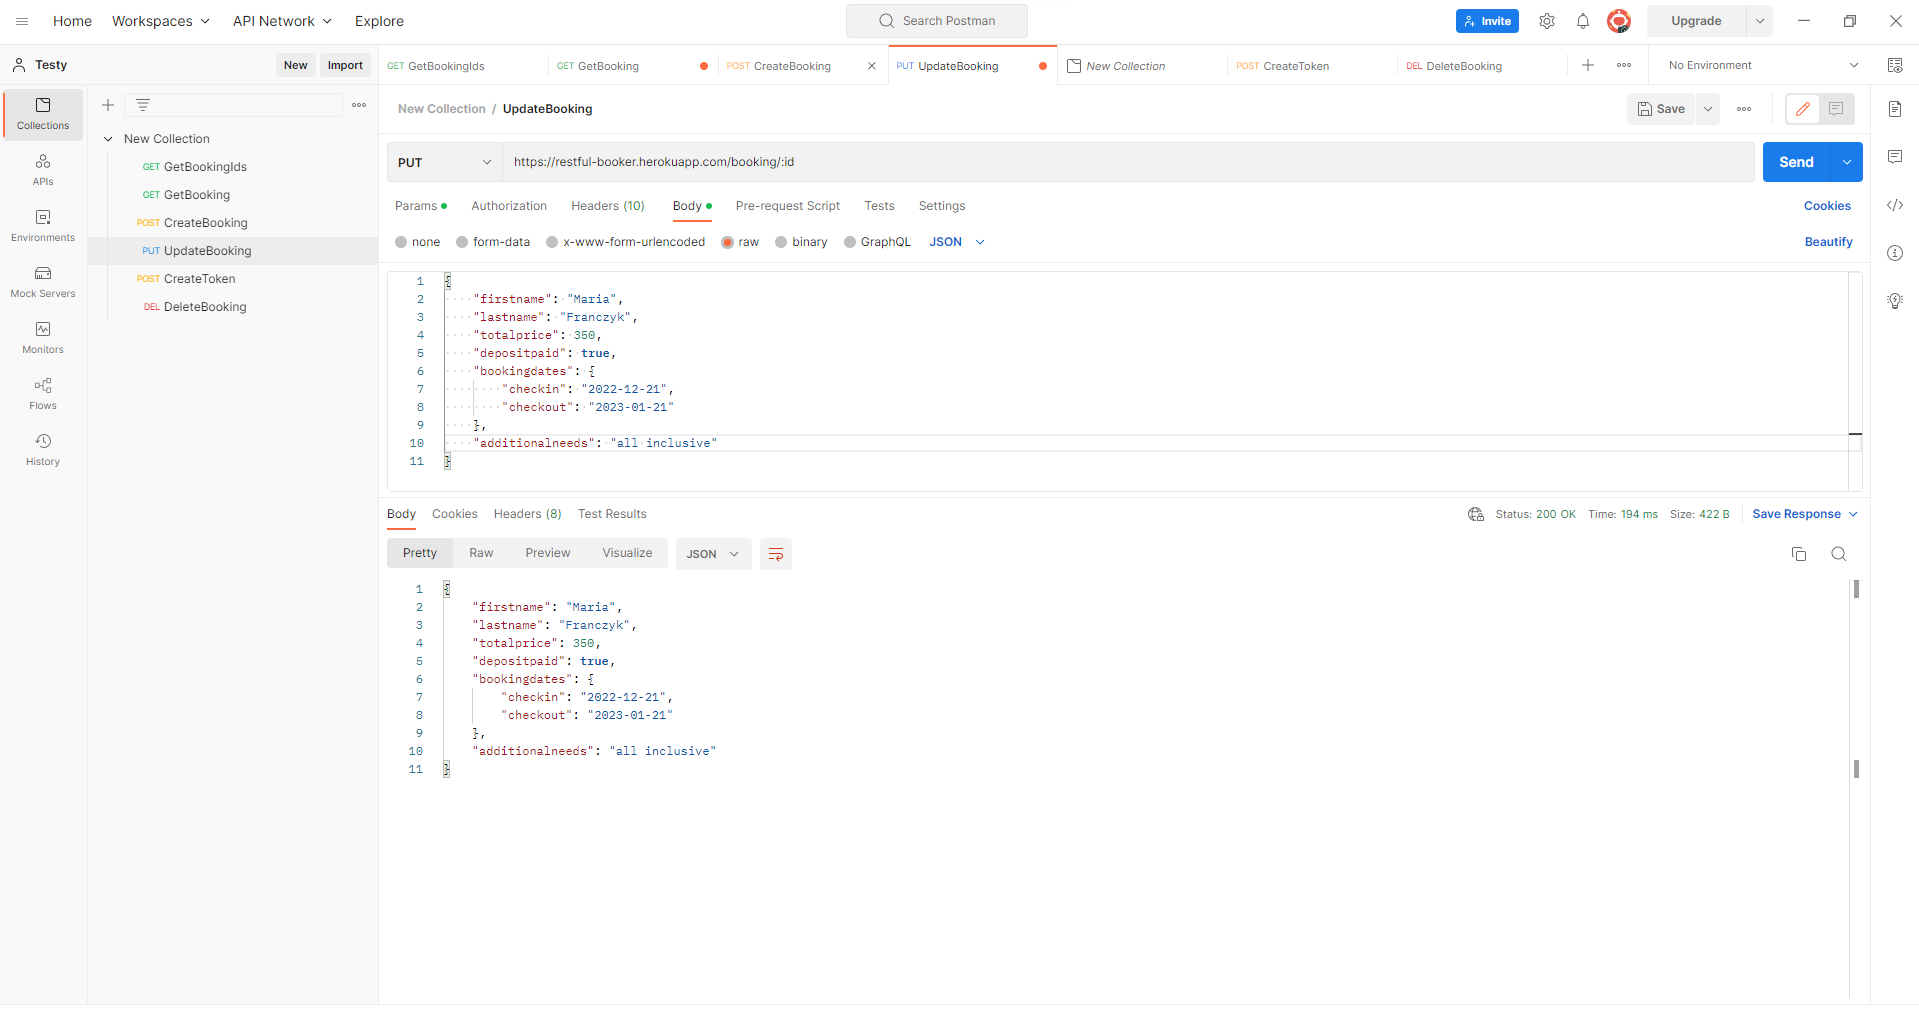 Home Workspaces API Network Explore Search Postman Invite Upgrade
Testy New Import
GET GetBookingIds GET GetBooking POST CreateBooking PUT UpdateBooking New Collection POST CreateToken DEL DeleteBooking No Environment
Collections
APIs
Environments
Mock Servers
Monitors
Flows
History
New Collection
GET GetBookingIds
GET GetBooking
POST CreateBooking
PUT UpdateBooking
POST CreateToken
DEL DeleteBooking
New Collection / UpdateBooking Save
PUT https://restful-booker.herokuapp.com/booking/:id Send
Params Authorization Headers (10) Body Pre-request Script Tests Settings Cookies
none form-data x-www-form-urlencoded raw binary GraphQL JSON Beautify
1 {
2 "firstname": "Maria",
3 "lastname": "Franczyk",
4 "totalprice": 350,
5 "depositpaid": true,
6 "bookingdates": {
7 "checkin": "2022-12-21",
8 "checkout": "2023-01-21"
9 },
10 "additionalneeds": "all inclusive"
11 }
Body Cookies Headers (8) Test Results Status: 200 OK Time: 194 ms Size: 422 B Save Response
Pretty Raw Preview Visualize JSON
1 {
2 "firstname": "Maria",
3 "lastname": "Franczyk",
4 "totalprice": 350,
5 "depositpaid": true,
6 "bookingdates": {
7 "checkin": "2022-12-21",
8 "checkout": "2023-01-21"
9 },
10 "additionalneeds": "all inclusive"
11 }